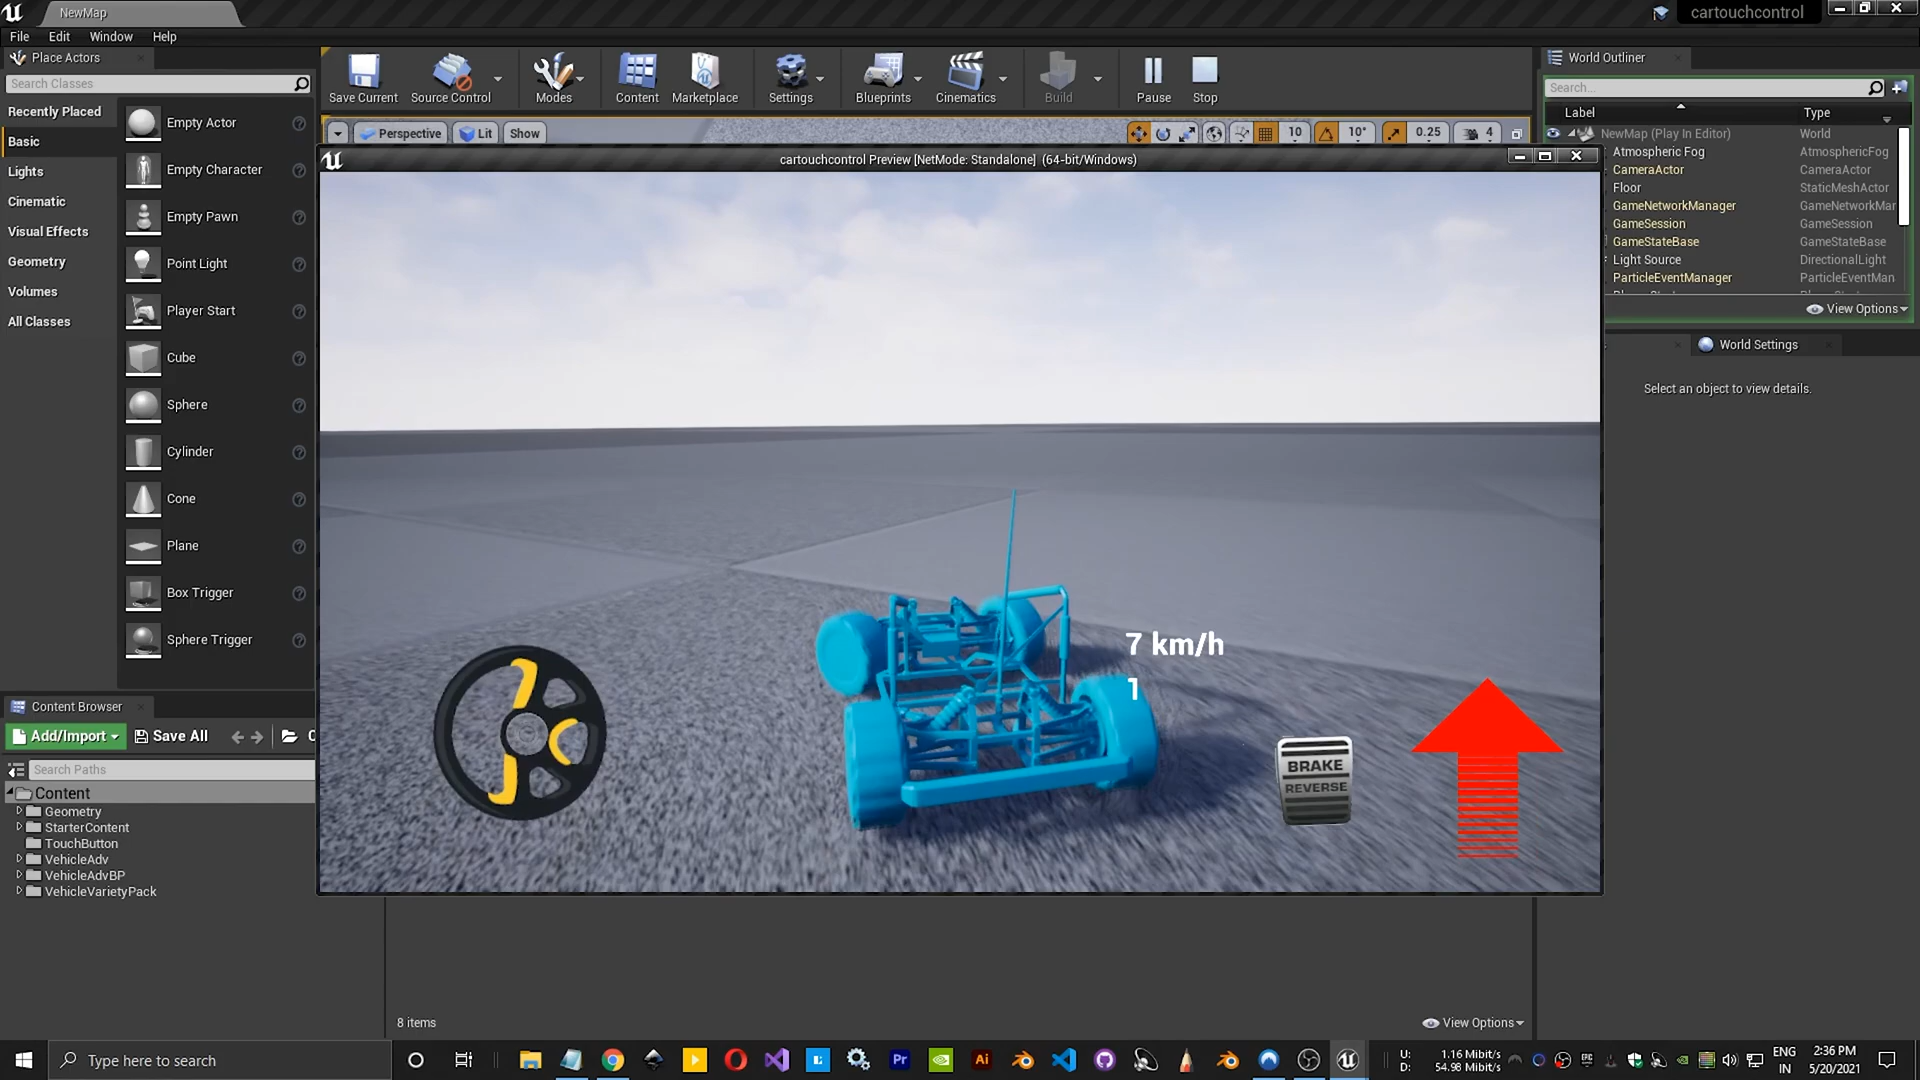 NewMap
cartouchcontrol
File Edit Window Help
Place Actors
Search Classes
Recently Placed
Basic
Lights
Cinematic
Visual Effects
Geometry
Volumes
All Classes
Empty Actor
Empty Character
Empty Pawn
Point Light
Player Start
Cube
Sphere
Cylinder
Cone
Plane
Box Trigger
Sphere Trigger
Save Current
Source Control
Modes
Content
Marketplace
Settings
Blueprints
Cinematics
Build
Pause
Stop
Perspective Lit Show
10 10° 0.25 4
cartouchcontrol Preview [NetMode: Standalone] (64-bit/Windows)
7 km/h
1
BRAKE
REVERSE
World Outliner
Search...
Label Type
NewMap (Play In Editor) World
Atmospheric Fog AtmosphericFog
CameraActor CameraActor
Floor StaticMeshActor
GameNetworkManager GameNetworkMar
GameSession GameSession
GameStateBase GameStateBase
Light Source DirectionalLight
ParticleEventManager ParticleEventMan
View Options
World Settings
Select an object to view details.
Content Browser
Add/Import Save All C
Search Paths
Content
Geometry
StarterContent
TouchButton
VehicleAdv
VehicleAdvBP
VehicleVarietyPack
8 items
View Options
Type here to search
Pr
Ai
U: 1.16 Mibit/s
D: 54.98 Mibit/s
ENG
IN
2:36 PM
5/20/2021